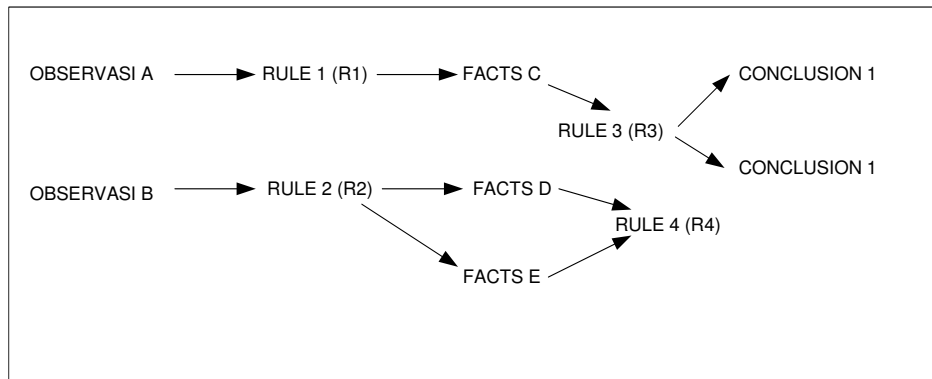 OBSERVASI A
RULE 1 (R1)
FACTS C
CONCLUSION 1
RULE 3 (R3)
CONCLUSION 1
OBSERVASI B
RULE 2 (R2)
FACTS D
RULE 4 (R4)
FACTS E